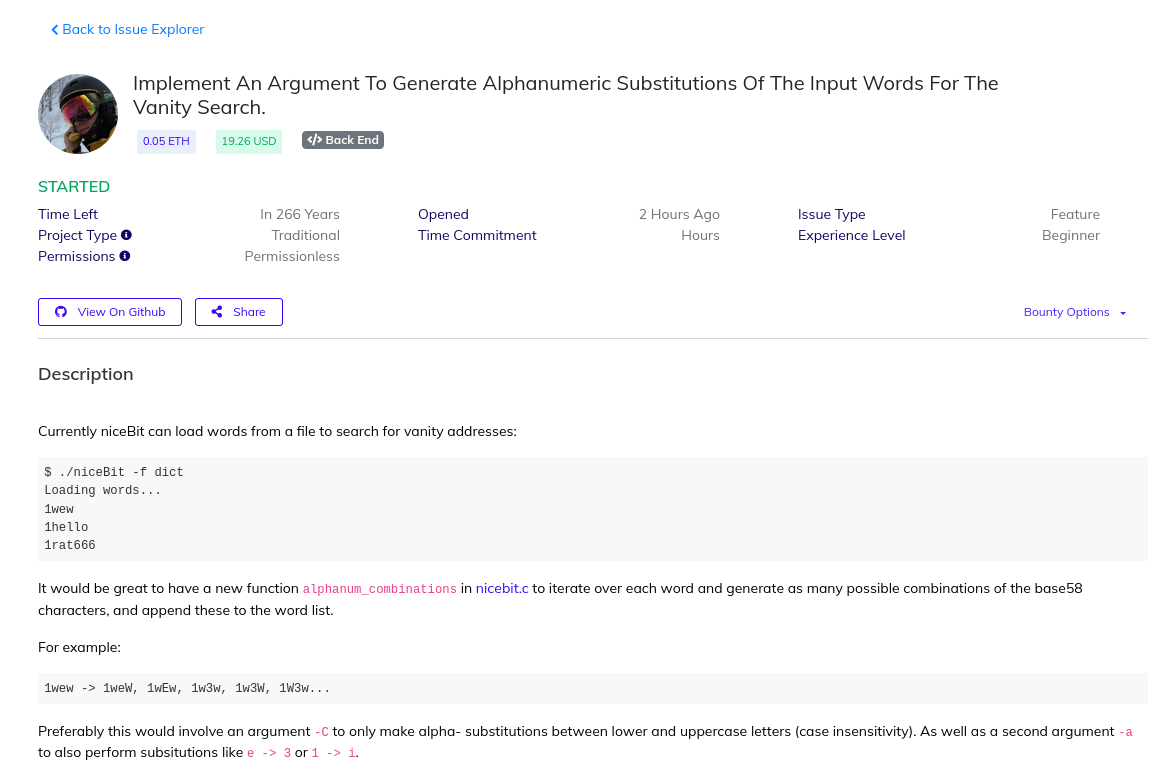 Back to Issue Explorer
Implement An Argument To Generate Alphanumeric Substitutions Of The Input Words For The
Vanity Search.
0.05 ETH 19.26 USD </> Back End
STARTED
Time Left In 266 Years Opened 2 Hours Ago Issue Type Feature
Project Type Traditional Time Commitment Hours Experience Level Beginner
Permissions Permissionless
View On Github Share Bounty Options
Description
Currently niceBit can load words from a file to search for vanity addresses:
$ ./niceBit -f dict
Loading words...
1wew
1hello
1rat666
It would be great to have a new function alphanum_combinations in nicebit.c to iterate over each word and generate as many possible combinations of the base58
characters, and append these to the word list.
For example:
1wew -> 1weW, 1wEw, 1w3w, 1w3W, 1W3w...
Preferably this would involve an argument -C to only make alpha- substitutions between lower and uppercase letters (case insensitivity). As well as a second argument -a
to also perform subsitutions like e -> 3 or 1 -> i.